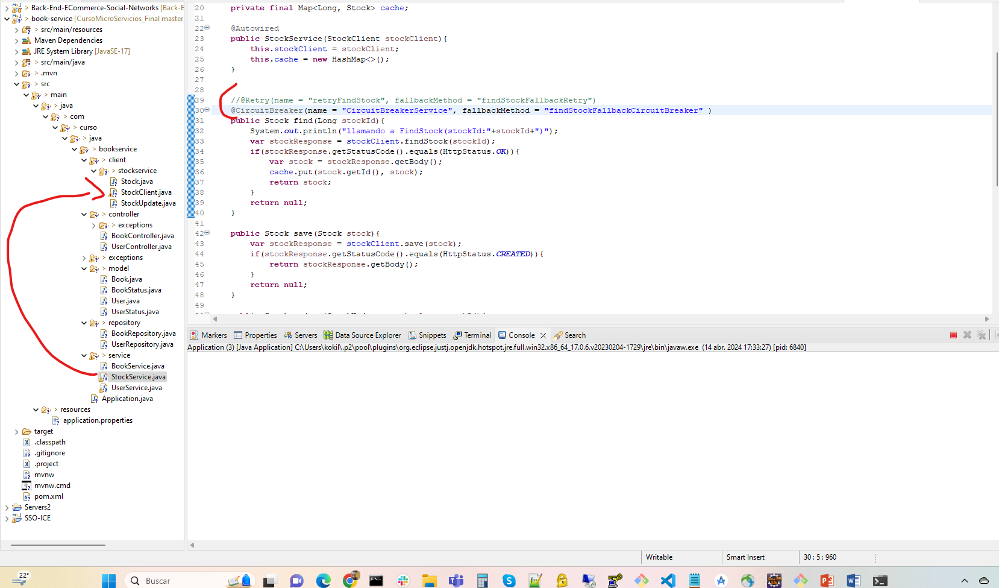 > Back-End-ECommerce-Social-Networks [Back-E
> book-service [CursoMicroServicios_Final master
> src/main/resources
Maven Dependencies
JRE System Library [JavaSE-17]
> src/main/java
> .mvn
> src
> main
> java
> com
> curso
> java
> bookservice
> client
> stockservice
Stock.java
StockClient.java
StockUpdate.java
> controller
> exceptions
BookController.java
UserController.java
> exceptions
> model
Book.java
BookStatus.java
User.java
UserStatus.java
> repository
BookRepository.java
UserRepository.java
> service
BookService.java
StockService.java
UserService.java
Application.java
> resources
application.properties
target
.classpath
.gitignore
.project
mvnw
mvnw.cmd
pom.xml
Servers2
SSO-ICE
20 private final Map<Long, Stock> cache;
21
22 @Autowired
23 public StockService(StockClient stockClient){
24 this.stockClient = stockClient;
25 this.cache = new HashMap<>();
26 }
27
28
29 //@Retry(name = "retryFindStock", fallbackMethod = "findStockFallbackRetry")
30 @CircuitBreaker(name = "CircuitBreakerService", fallbackMethod = "findStockFallbackCircuitBreaker" )
31 public Stock find(Long stockId){
32 System.out.println("llamando a FindStock(stockId:"+stockId+")");
33 var stockResponse = stockClient.findStock(stockId);
34 if(stockResponse.getStatusCode().equals(HttpStatus.OK)){
35 var stock = stockResponse.getBody();
36 cache.put(stock.getId(), stock);
37 return stock;
38 }
39 return null;
40 }
41
42 public Stock save(Stock stock){
43 var stockResponse = stockClient.save(stock);
44 if(stockResponse.getStatusCode().equals(HttpStatus.CREATED)){
45 return stockResponse.getBody();
46 }
47 return null;
48 }
49
Markers Properties Servers Data Source Explorer Snippets Terminal Console Search
Application (3) [Java Application] C:\Users\kokil\.p2\pool\plugins\org.eclipse.justj.openjdk.hotspot.jre.full.win32.x86_64_17.0.6.v20230204-1729\jre\bin\javaw.exe (14 abr. 2024 17:33:27) [pid: 6840]
Writable Smart Insert 30 : 5 : 960
22° Buscar